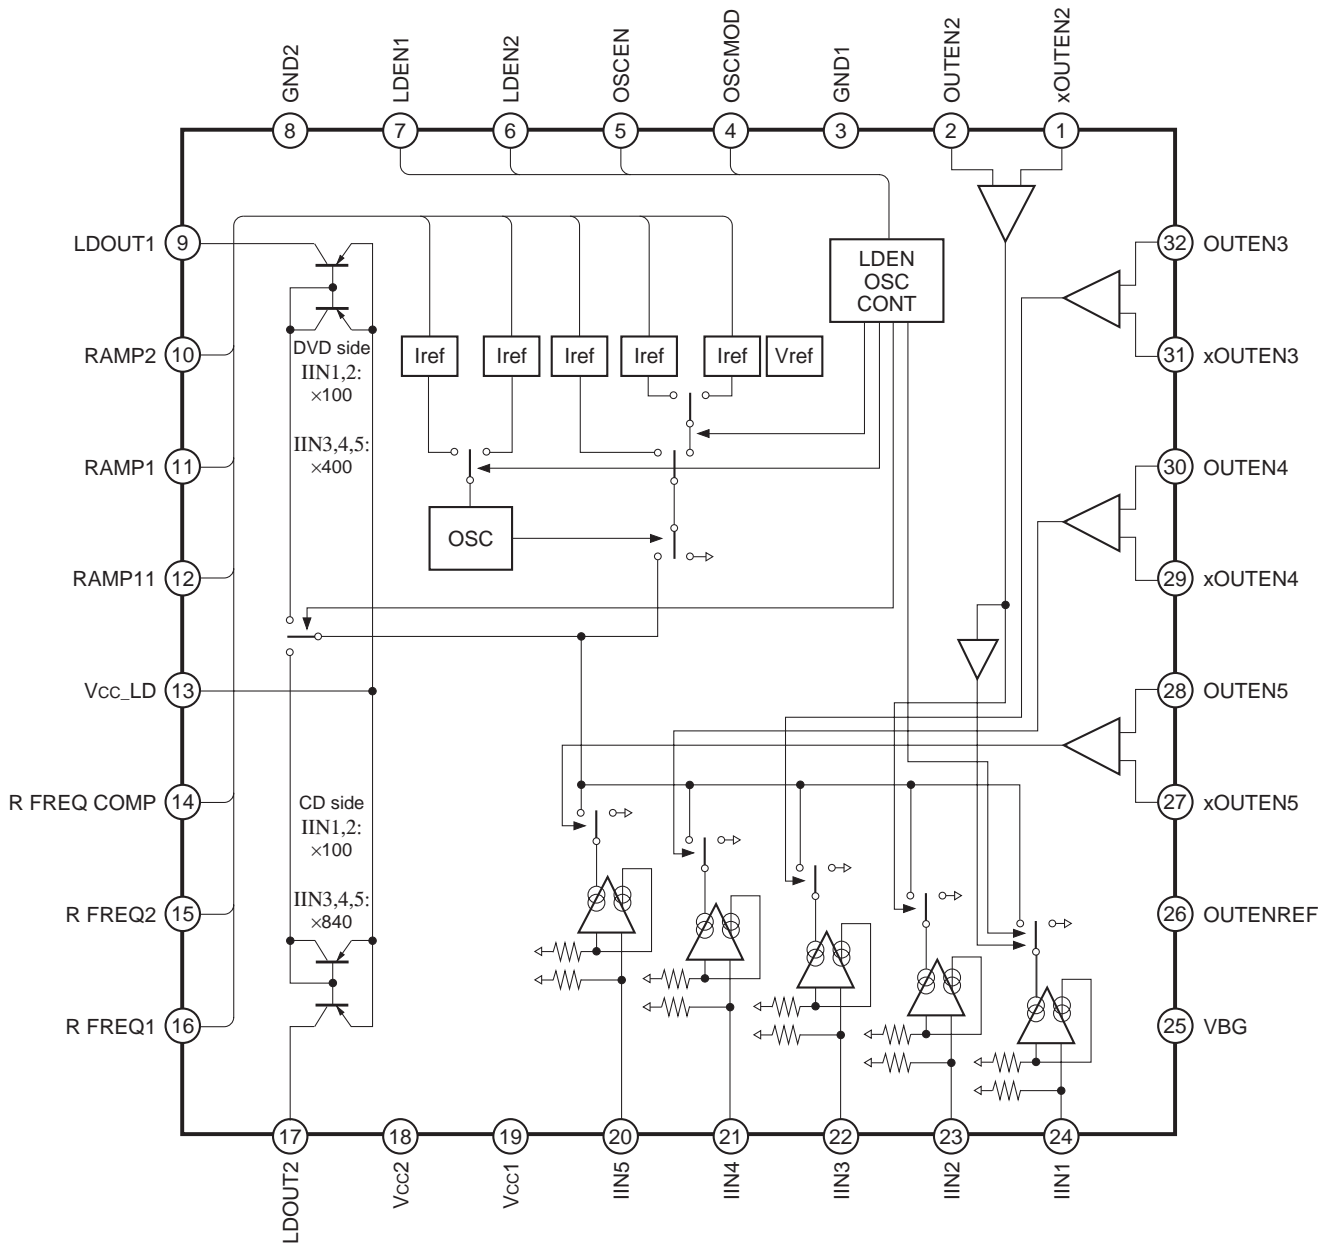 GND2
LDEN1
LDEN2
OSCEN
OSCMOD
GND1
OUTEN2
xOUTEN2
8
7
6
5
4
3
2
1
LDOUT1 9
RAMP2 10
RAMP1 11
RAMP11 12
Vcc_LD 13
R FREQ COMP 14
R FREQ2 15
R FREQ1 16
DVD side
IIN1,2:
×100
IIN3,4,5:
×400
Iref
Iref
Iref
Iref
Iref
Vref
LDEN
OSC
CONT
OSC
CD side
IIN1,2:
×100
IIN3,4,5:
×840
32 OUTEN3
31 xOUTEN3
30 OUTEN4
29 xOUTEN4
28 OUTEN5
27 xOUTEN5
26 OUTENREF
25 VBG
17
18
19
20
21
22
23
24
LDOUT2
Vcc2
Vcc1
IIN5
IIN4
IIN3
IIN2
IIN1